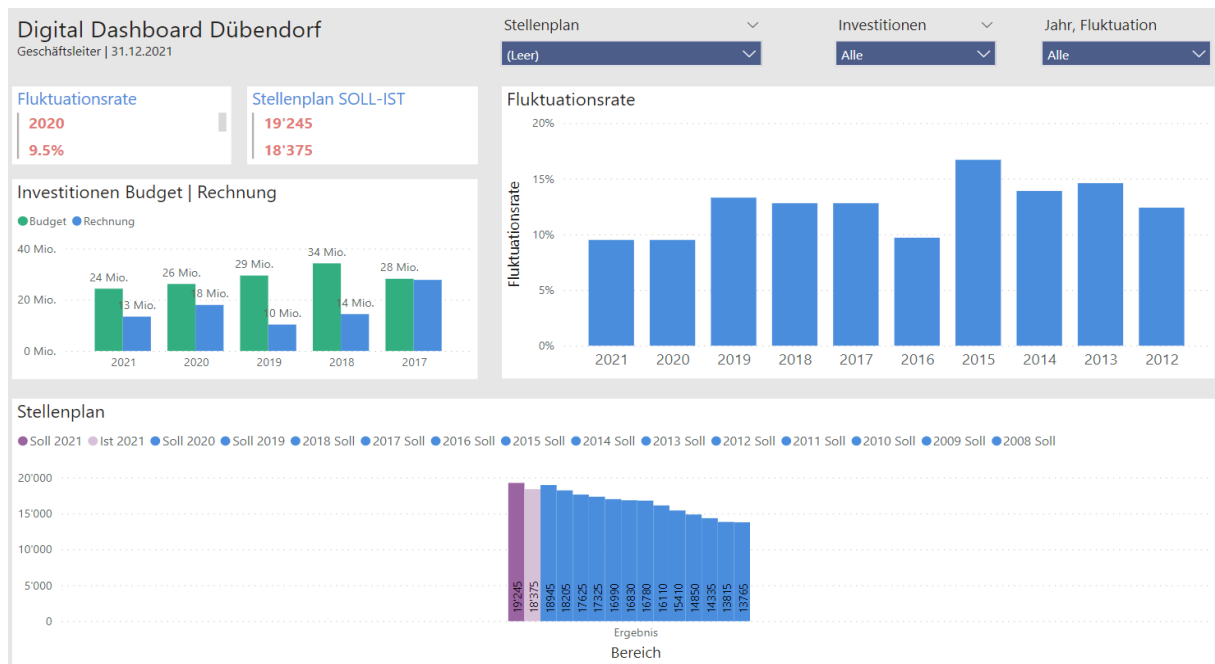 Digital Dashboard Dübendorf
Geschäftsleiter | 31.12.2021
Stellenplan
(Leer)
Investitionen
Alle
Jahr, Fluktuation
Alle
Fluktuationsrate
2020
9.5%
Stellenplan SOLL-IST
19'245
18'375
Investitionen Budget | Rechnung
Budget Rechnung
40 Mio.
20 Mio.
0 Mio.
24 Mio.
13 Mio.
26 Mio.
18 Mio.
29 Mio.
10 Mio.
34 Mio.
14 Mio.
28 Mio.
2021 2020 2019 2018 2017
Fluktuationsrate
Fluktuationsrate
20%
15%
10%
5%
0%
2021 2020 2019 2018 2017 2016 2015 2014 2013 2012
Stellenplan
Soll 2021 Ist 2021 Soll 2020 Soll 2019 2018 Soll 2017 Soll 2016 Soll 2015 Soll 2014 Soll 2013 Soll 2012 Soll 2011 Soll 2010 Soll 2009 Soll 2008 Soll
20'000
15'000
10'000
5'000
0
19'245
18'375
18945
18205
17625
17325
16990
16830
16780
16110
15410
14850
14335
13815
13765
Ergebnis
Bereich